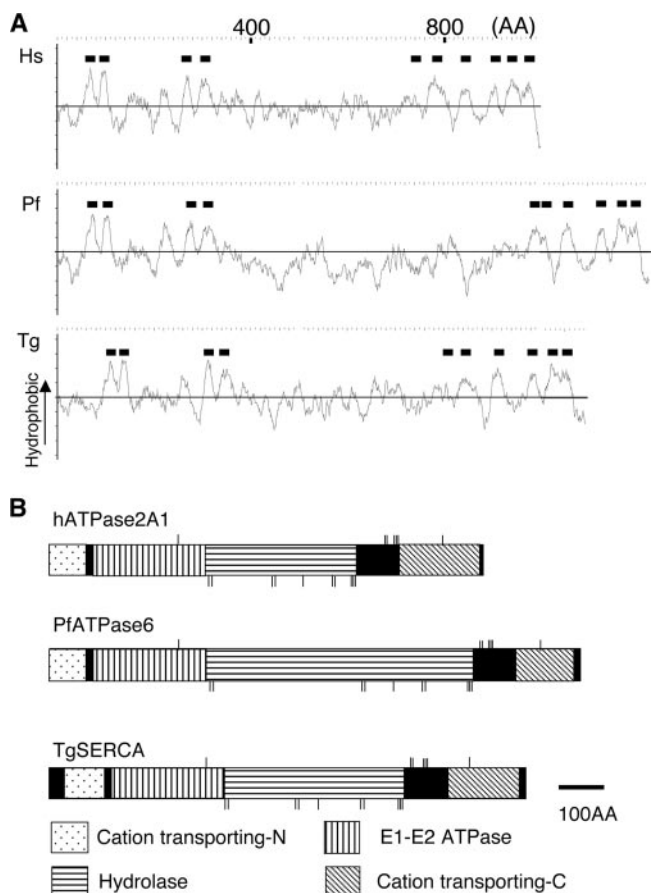 A
400 800 (AA)
Hs
Pf
Tg
Hydrophobic
B
hATPase2A1
PfATPase6
TgSERCA
100AA
Cation transporting-N E1-E2 ATPase
Hydrolase Cation transporting-C